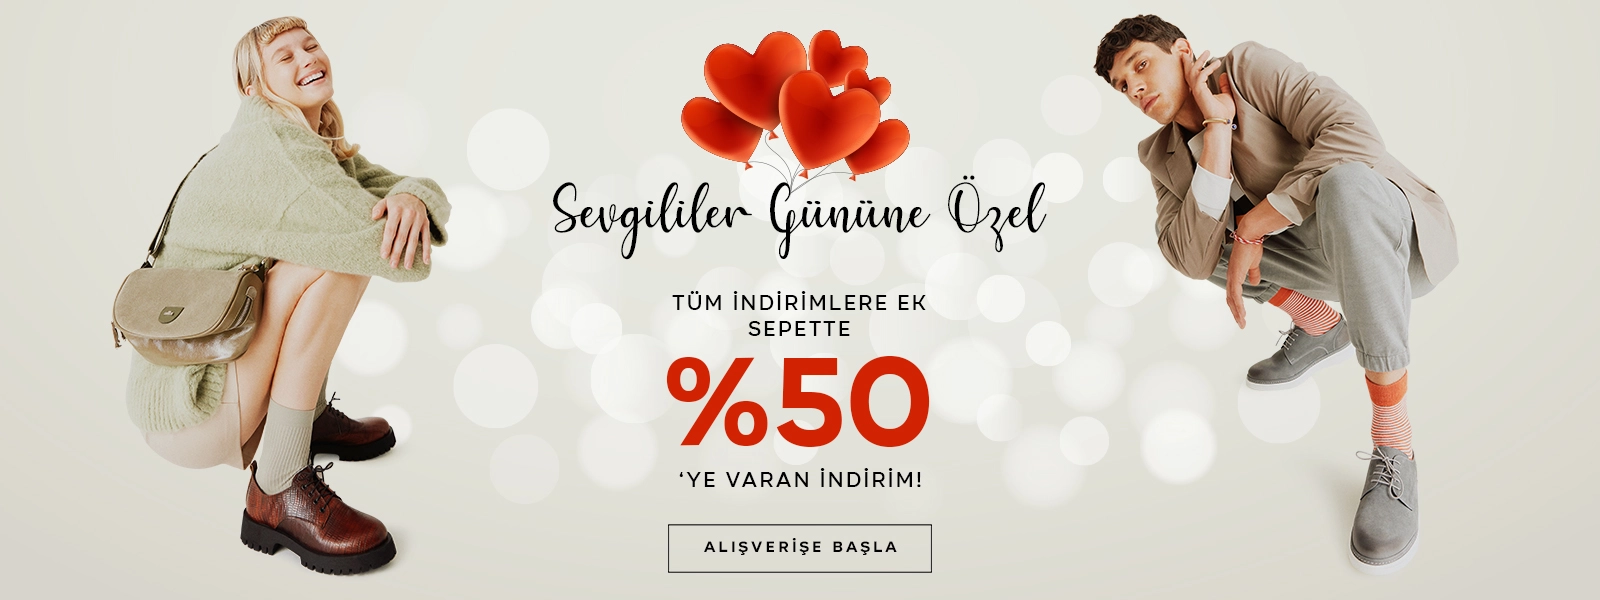 Sevgililer Gününe Özel
TÜM İNDİRİMLERE EK
SEPETTE
%50
‘YE VARAN İNDİRİM!
ALIŞVERİŞE BAŞLA